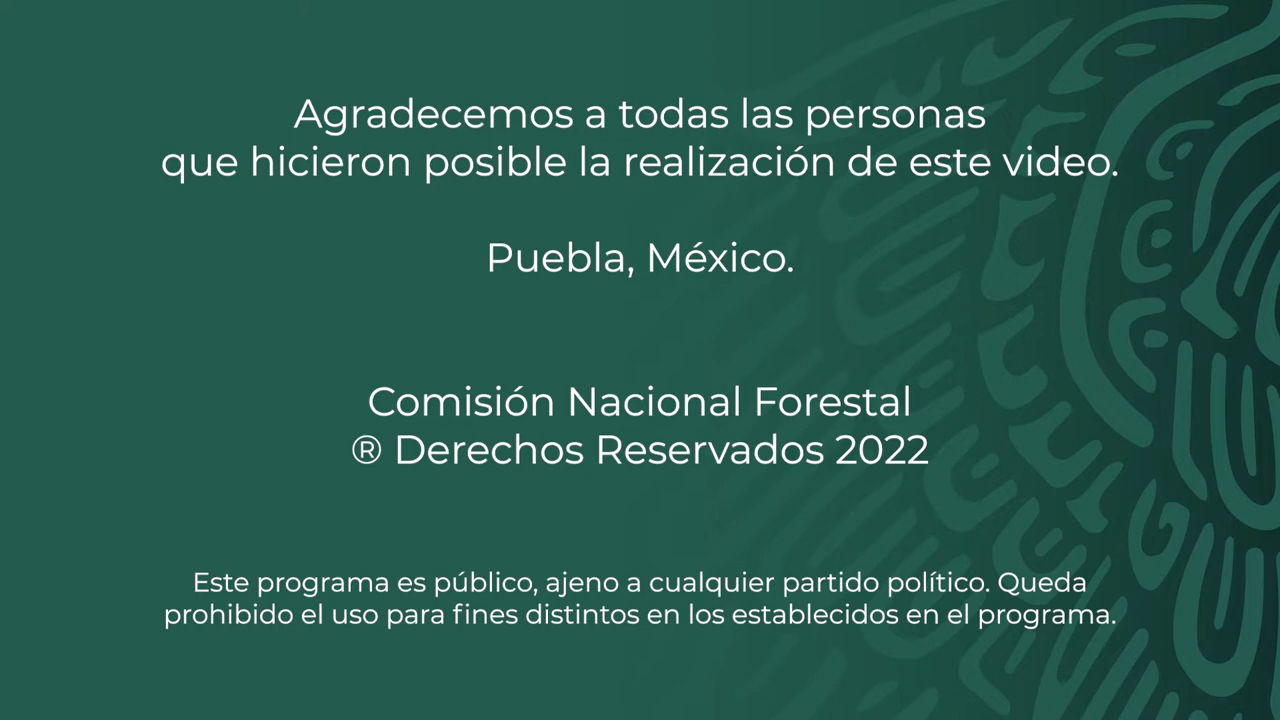 Agradecemos a todas las personas
que hicieron posible la realización de este video.
Puebla, México.
Comisión Nacional Forestal
® Derechos Reservados 2022
Este programa es público, ajeno a cualquier partido político. Queda
prohibido el uso para fines distintos en los establecidos en el programa.